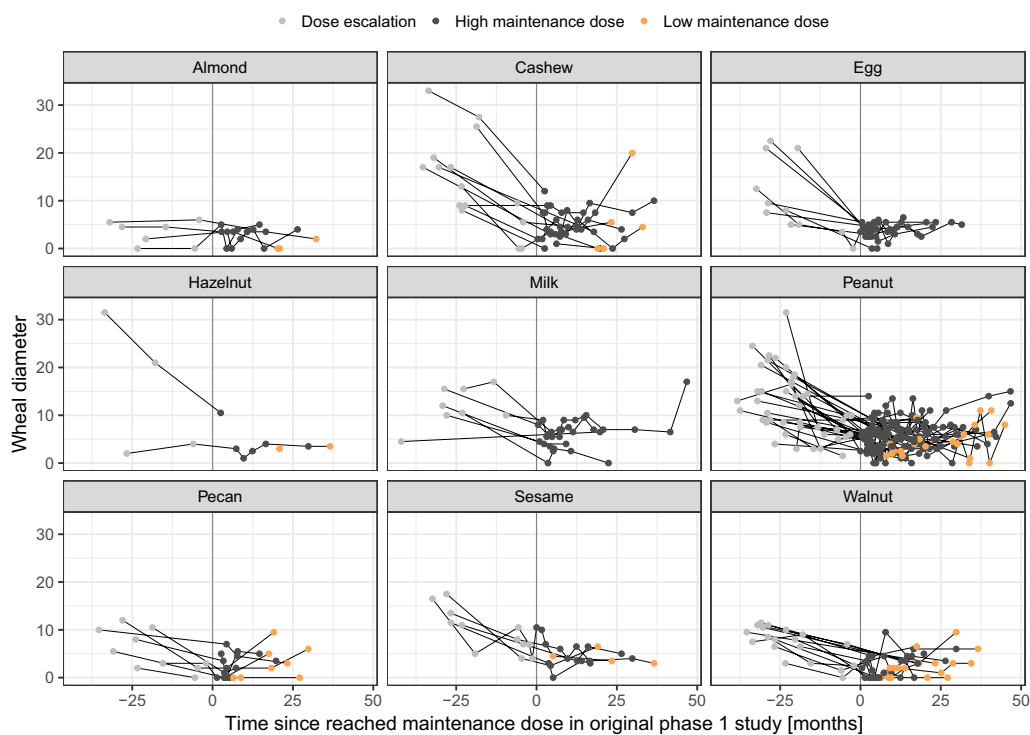 Dose escalation High maintenance dose Low maintenance dose
Almond Cashew Egg
30
20
10
0
Hazelnut Milk Peanut
30
20
10
0
Wheal diameter
Pecan Sesame Walnut
30
20
10
0
−25 0 25 50 −25 0 25 50 −25 0 25 50
Time since reached maintenance dose in original phase 1 study [months]